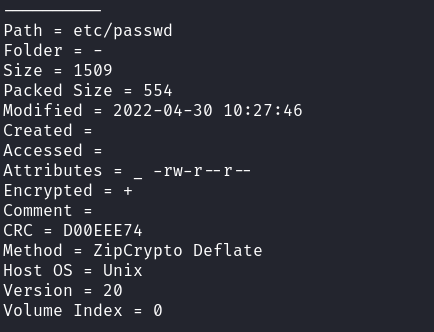 ----------
Path = etc/passwd
Folder = -
Size = 1509
Packed Size = 554
Modified = 2022-04-30 10:27:46
Created =
Accessed =
Attributes = _ -rw-r--r--
Encrypted = +
Comment =
CRC = D00EEE74
Method = ZipCrypto Deflate
Host OS = Unix
Version = 20
Volume Index = 0